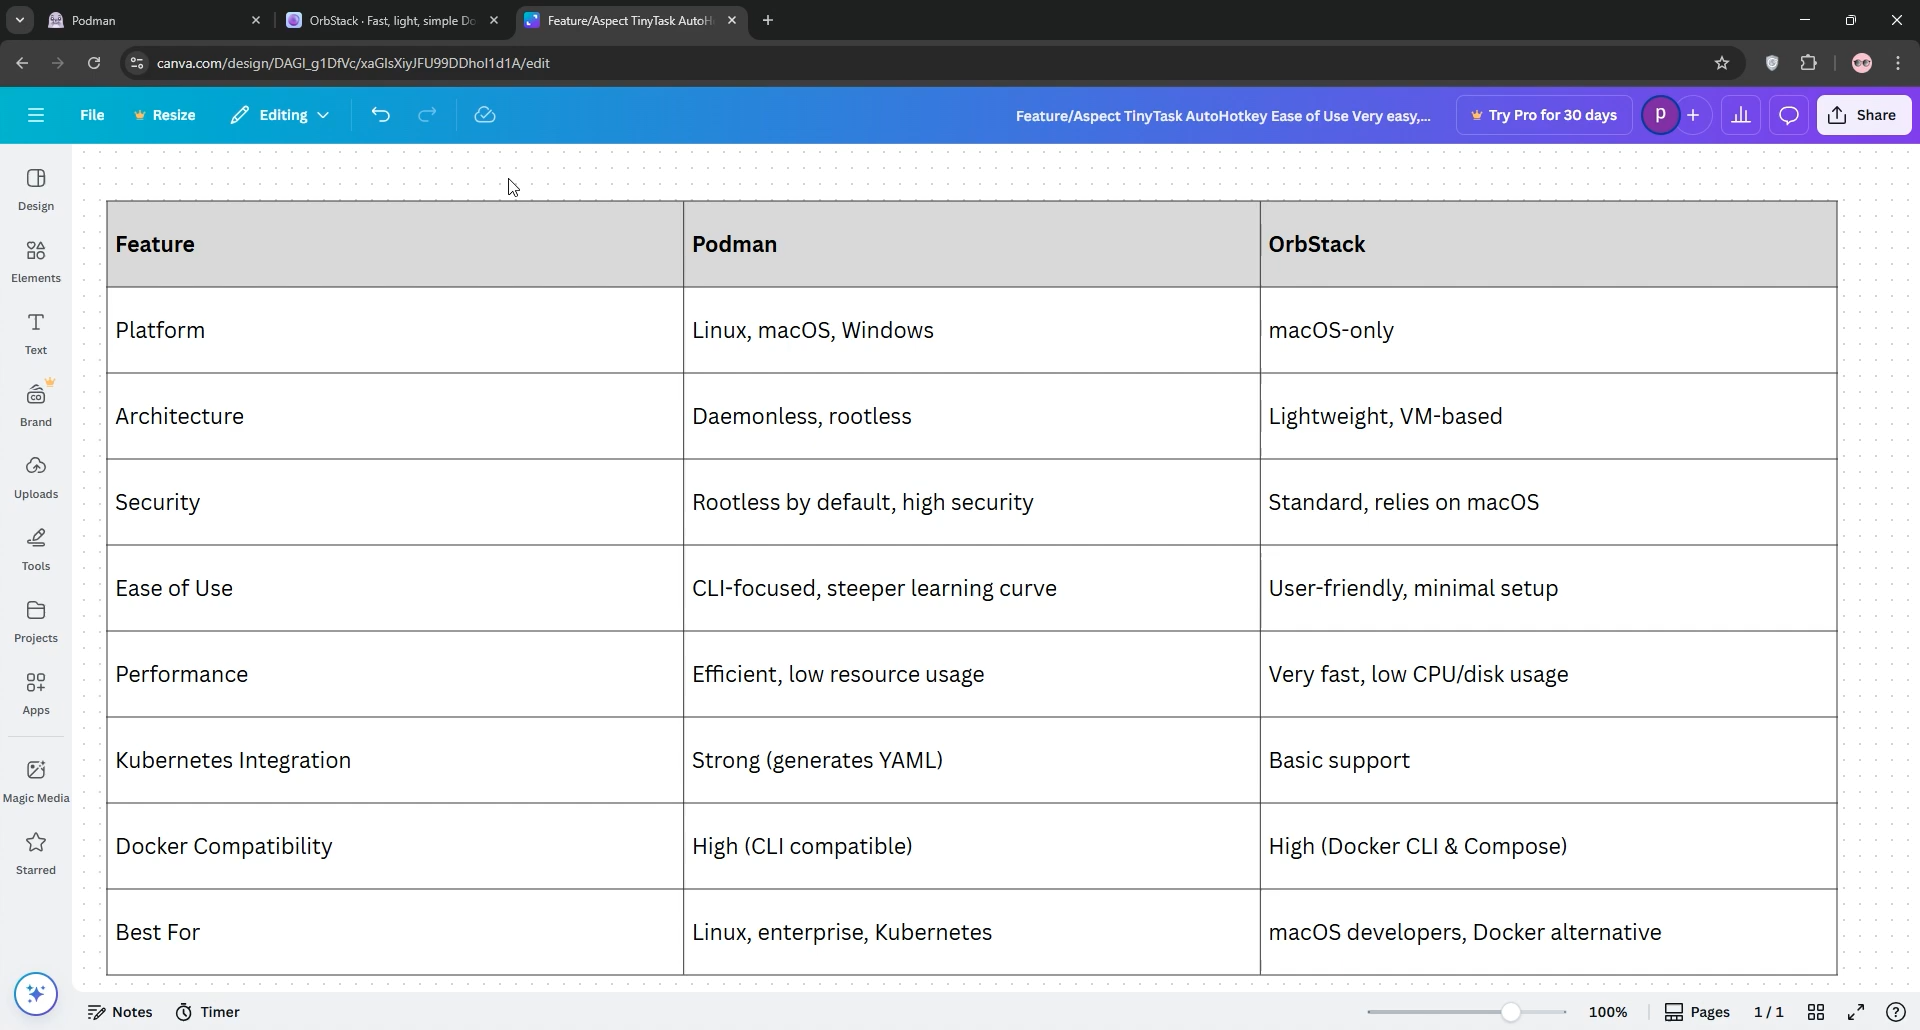 Podman
OrbStack · Fast, light, simple Do
Feature/Aspect TinyTask AutoH
canva.com/design/DAGI_g1DfVc/xaGlsXiyJFU99DDhol1d1A/edit
File
Resize
Editing
Feature/Aspect TinyTask AutoHotkey Ease of Use Very easy,...
Try Pro for 30 days
P
Share
Design
Elements
Text
Brand
Uploads
Tools
Projects
Apps
Magic Media
Starred
Feature Podman OrbStack
Platform Linux, macOS, Windows macOS-only
Architecture Daemonless, rootless Lightweight, VM-based
Security Rootless by default, high security Standard, relies on macOS
Ease of Use CLI-focused, steeper learning curve User-friendly, minimal setup
Performance Efficient, low resource usage Very fast, low CPU/disk usage
Kubernetes Integration Strong (generates YAML) Basic support
Docker Compatibility High (CLI compatible) High (Docker CLI & Compose)
Best For Linux, enterprise, Kubernetes macOS developers, Docker alternative
Notes
Timer
100%
Pages
1 / 1